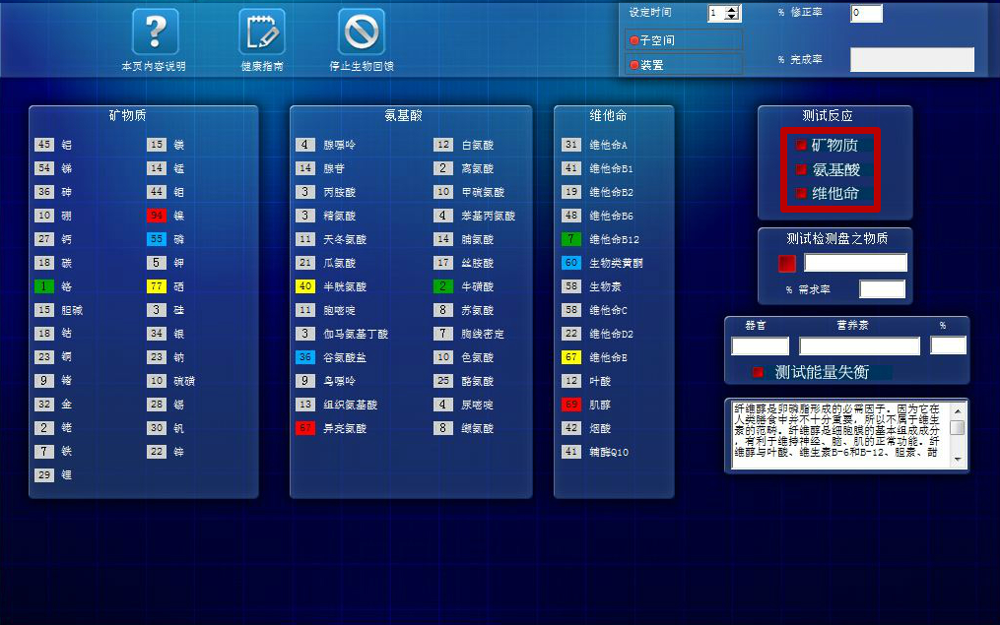 设定时间 1 % 修正率 0
子空间
装置 % 完成率
本页内容说明 健康指南 停止生物回馈
矿物质
45 铝 15 镁
54 锑 14 锰
36 砷 44 钼
10 硼 94 镍
27 钙 55 磷
18 碳 5 钾
1 铬 77 硒
15 胆碱 3 硅
18 钴 34 银
23 铜 23 钠
9 锗 10 硫磺
32 金 28 锡
2 铑 30 钒
7 铁 22 锌
29 锂
氨基酸
4 腺嘌呤 12 白氨酸
14 腺苷 2 离氨酸
3 丙胺酸 10 甲硫氨酸
3 精氨酸 4 苯基丙氨酸
11 天冬氨酸 14 脯氨酸
21 瓜氨酸 17 丝胺酸
40 半胱氨酸 2 牛磺酸
11 胞嘧啶 8 苏氨酸
3 伽马氨基丁酸 7 胸线密定
36 谷氨酸盐 10 色氨酸
9 鸟嘌呤 25 酪氨酸
13 组织氨基酸 4 尿嘧啶
67 异亮氨酸 8 缬氨酸
维他命
31 维他命A
41 维他命B1
19 维他命B2
48 维他命B6
7 维他命B12
60 生物类黄酮
58 生物素
58 维他命C
22 维他命D2
67 维他命E
12 叶酸
69 肌醇
42 烟酸
41 辅酶Q10
测试反应
矿物质
氨基酸
维他命
测试检测盘之物质
% 需求率
器官 营养素 %
测试能量失衡
纤维醇是卵磷脂形成的必需因子。因为它在
人类膳食中并不十分重要，所以不属于维生
素的范畴。纤维醇是细胞膜的基本组成成分
，有利于维持神经、脑、肌的正常功能。纤
维醇与叶酸、维生素B-6和B-12、胆素、甜